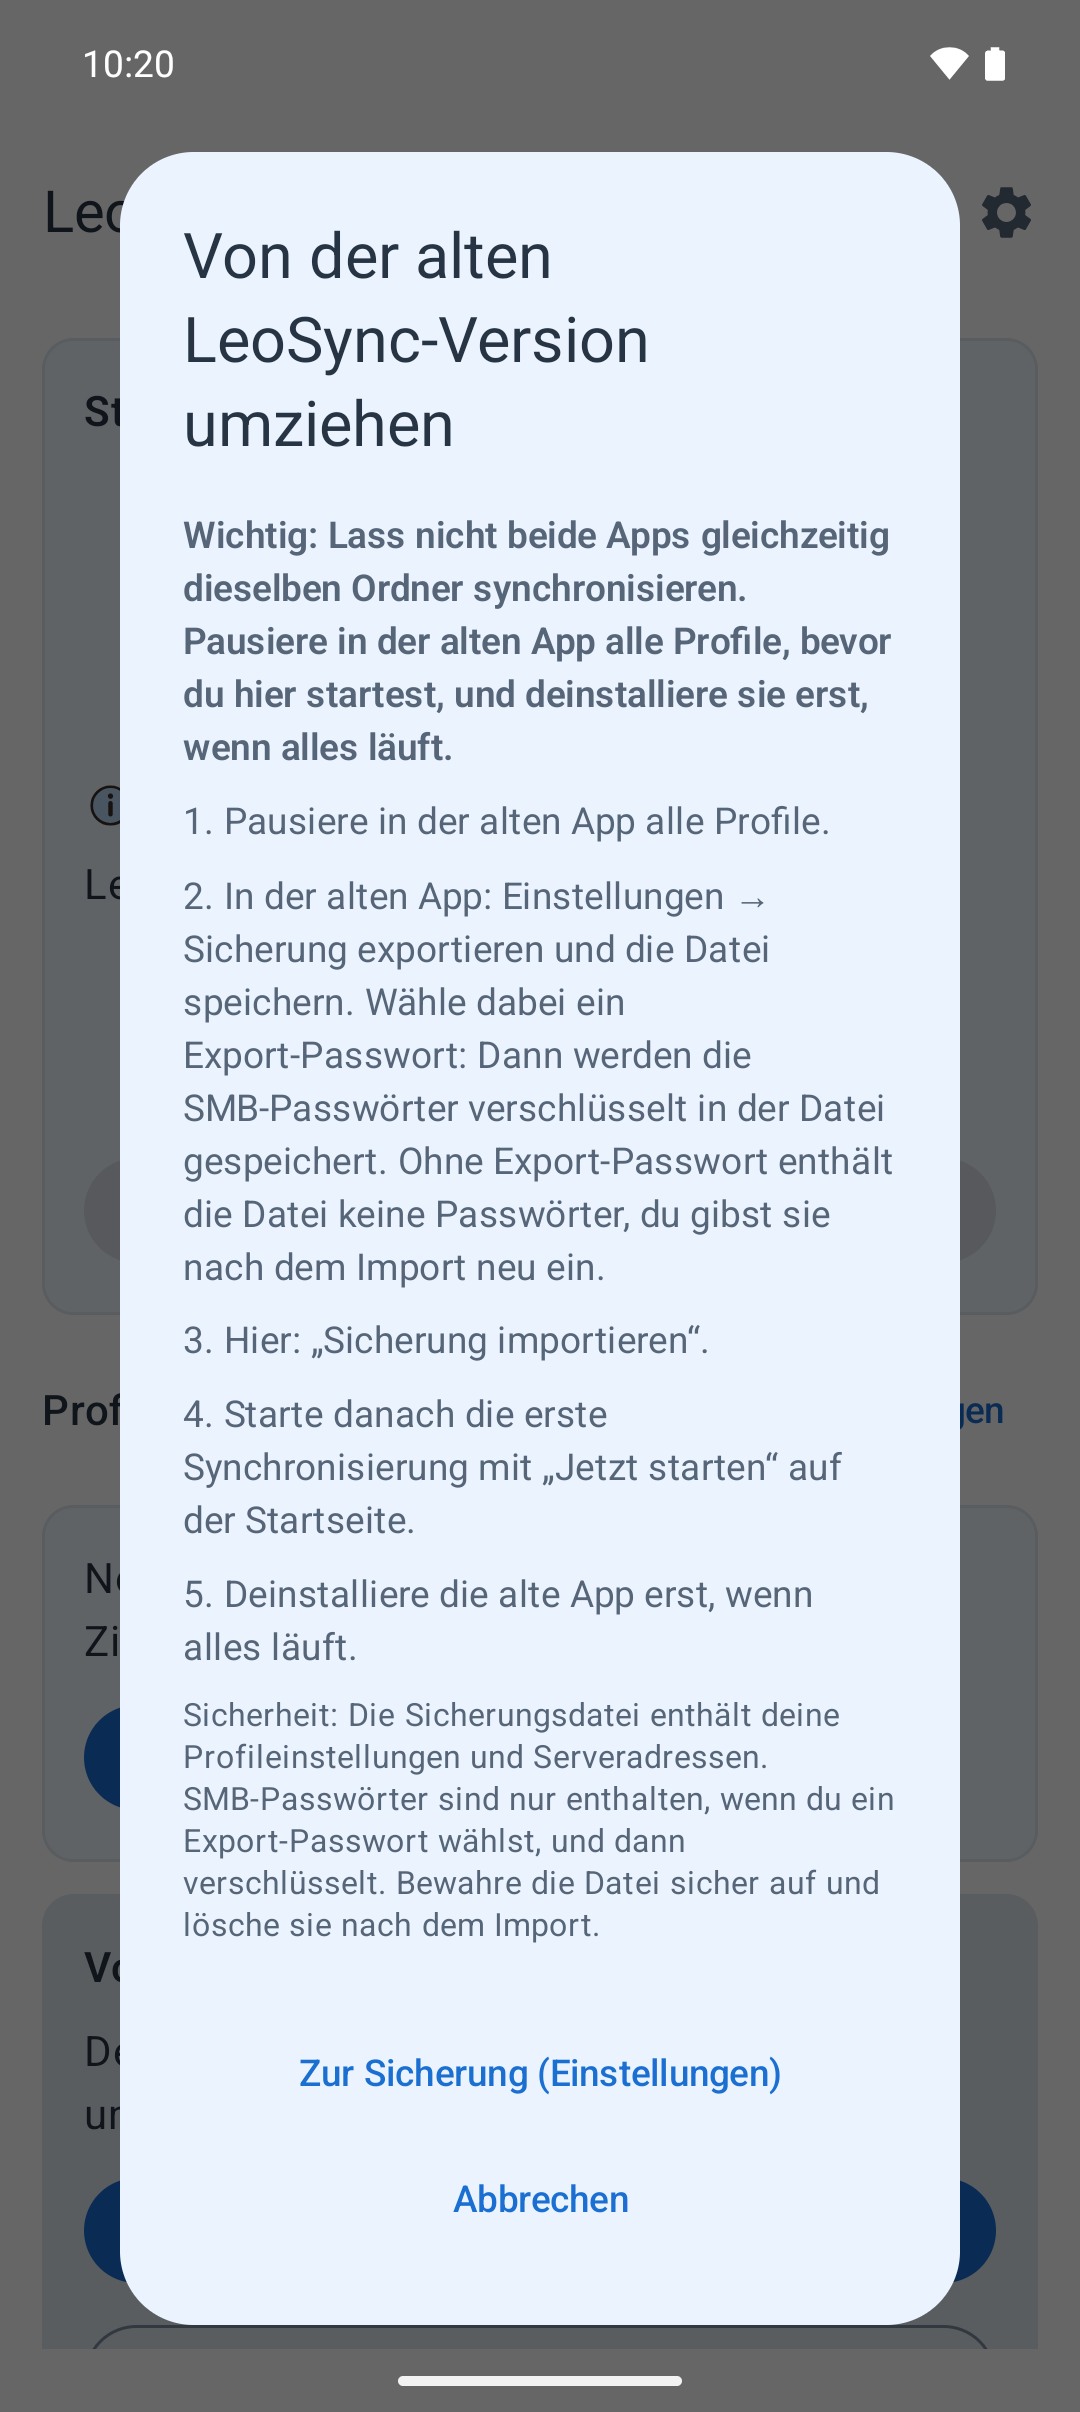 10:20
Von der alten
LeoSync-Version
umziehen
Wichtig: Lass nicht beide Apps gleichzeitig
dieselben Ordner synchronisieren.
Pausiere in der alten App alle Profile, bevor
du hier startest, und deinstalliere sie erst,
wenn alles läuft.
1. Pausiere in der alten App alle Profile.
2. In der alten App: Einstellungen →
Sicherung exportieren und die Datei
speichern. Wähle dabei ein
Export-Passwort: Dann werden die
SMB-Passwörter verschlüsselt in der Datei
gespeichert. Ohne Export-Passwort enthält
die Datei keine Passwörter, du gibst sie
nach dem Import neu ein.
3. Hier: „Sicherung importieren“.
4. Starte danach die erste
Synchronisierung mit „Jetzt starten“ auf
der Startseite.
5. Deinstalliere die alte App erst, wenn
alles läuft.
Sicherheit: Die Sicherungsdatei enthält deine
Profileinstellungen und Serveradressen.
SMB-Passwörter sind nur enthalten, wenn du ein
Export-Passwort wählst, und dann
verschlüsselt. Bewahre die Datei sicher auf und
lösche sie nach dem Import.
Zur Sicherung (Einstellungen)
Abbrechen